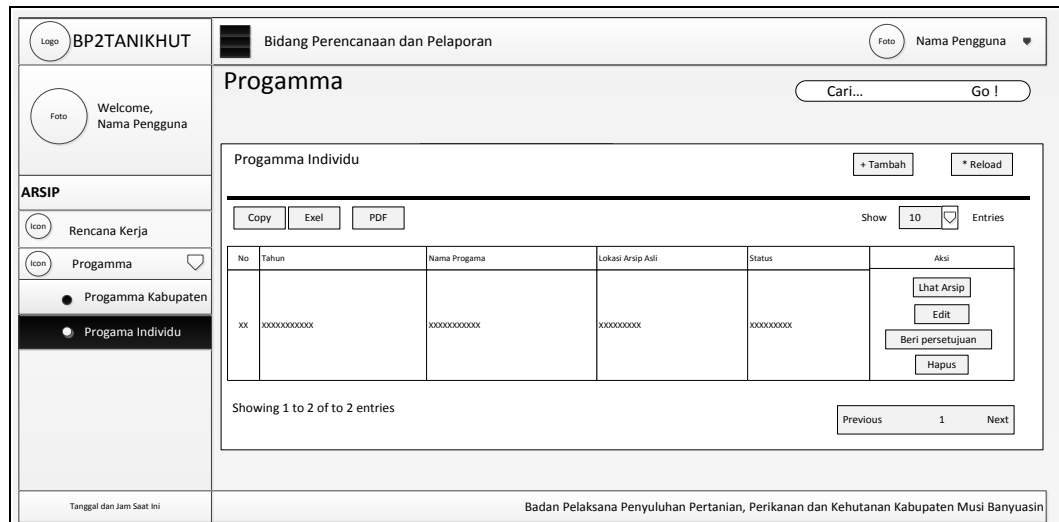 Logo BP2TANIKHUT
Bidang Perencanaan dan Pelaporan
Foto Nama Pengguna
Foto
Welcome,
Nama Pengguna
ARSIP
Icon Rencana Kerja
Icon Progamma
Progamma Kabupaten
Progama Individu
Progamma
Cari... Go !
Progamma Individu
+ Tambah * Reload
Copy Exel PDF
Show 10 Entries
No Tahun Nama Progama Lokasi Arsip Asli Status Aksi
xx xxxxxxxxxxx xxxxxxxxxxx xxxxxxxxx xxxxxxxxx
Lhat Arsip
Edit
Beri persetujuan
Hapus
Showing 1 to 2 of to 2 entries
Previous 1 Next
Tanggal dan Jam Saat Ini
Badan Pelaksana Penyuluhan Pertanian, Perikanan dan Kehutanan Kabupaten Musi Banyuasin